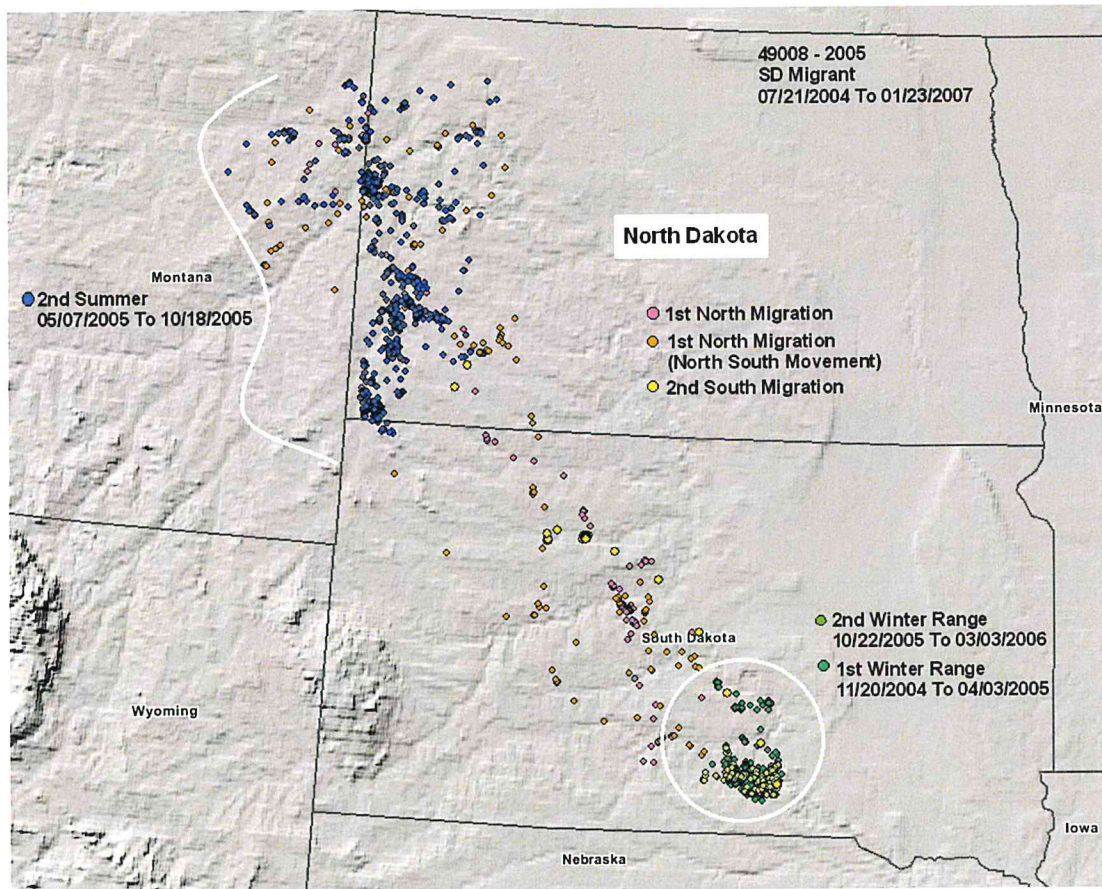 49008 - 2005
SD Migrant
07/21/2004 To 01/23/2007
North Dakota
Montana
2nd Summer
05/07/2005 To 10/18/2005
1st North Migration
1st North Migration
(North South Movement)
2nd South Migration
Minnesota
South Dakota
2nd Winter Range
10/22/2005 To 03/03/2006
1st Winter Range
11/20/2004 To 04/03/2005
Wyoming
Iowa
Nebraska